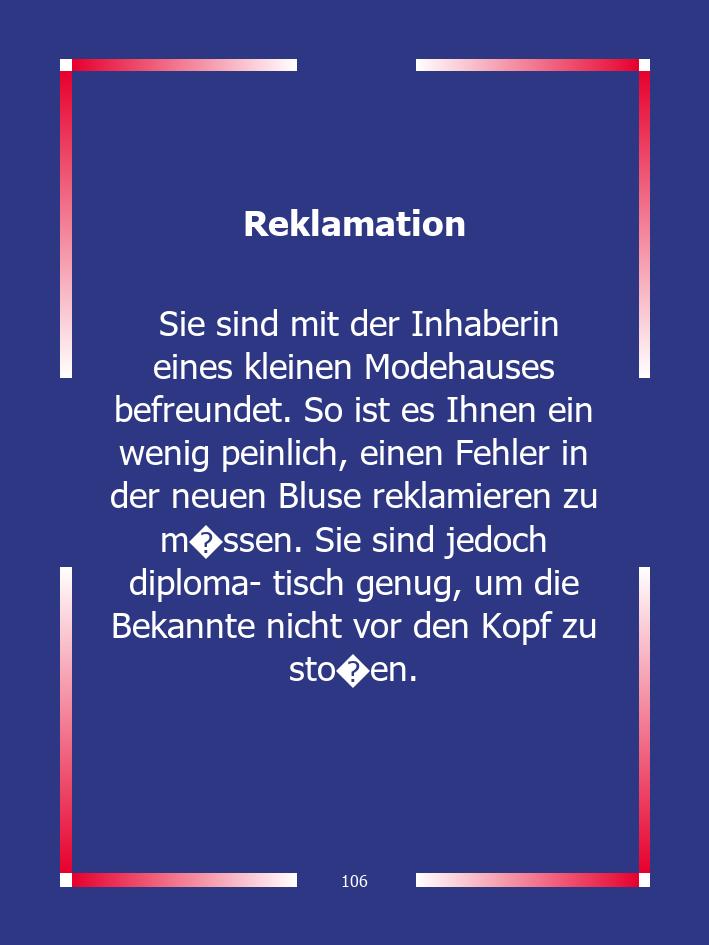 Reklamation
Sie sind mit der Inhaberin
eines kleinen Modehauses
befreundet. So ist es Ihnen ein
wenig peinlich, einen Fehler in
der neuen Bluse reklamieren zu
m�ssen. Sie sind jedoch
diploma- tisch genug, um die
Bekannte nicht vor den Kopf zu
sto�en.
106